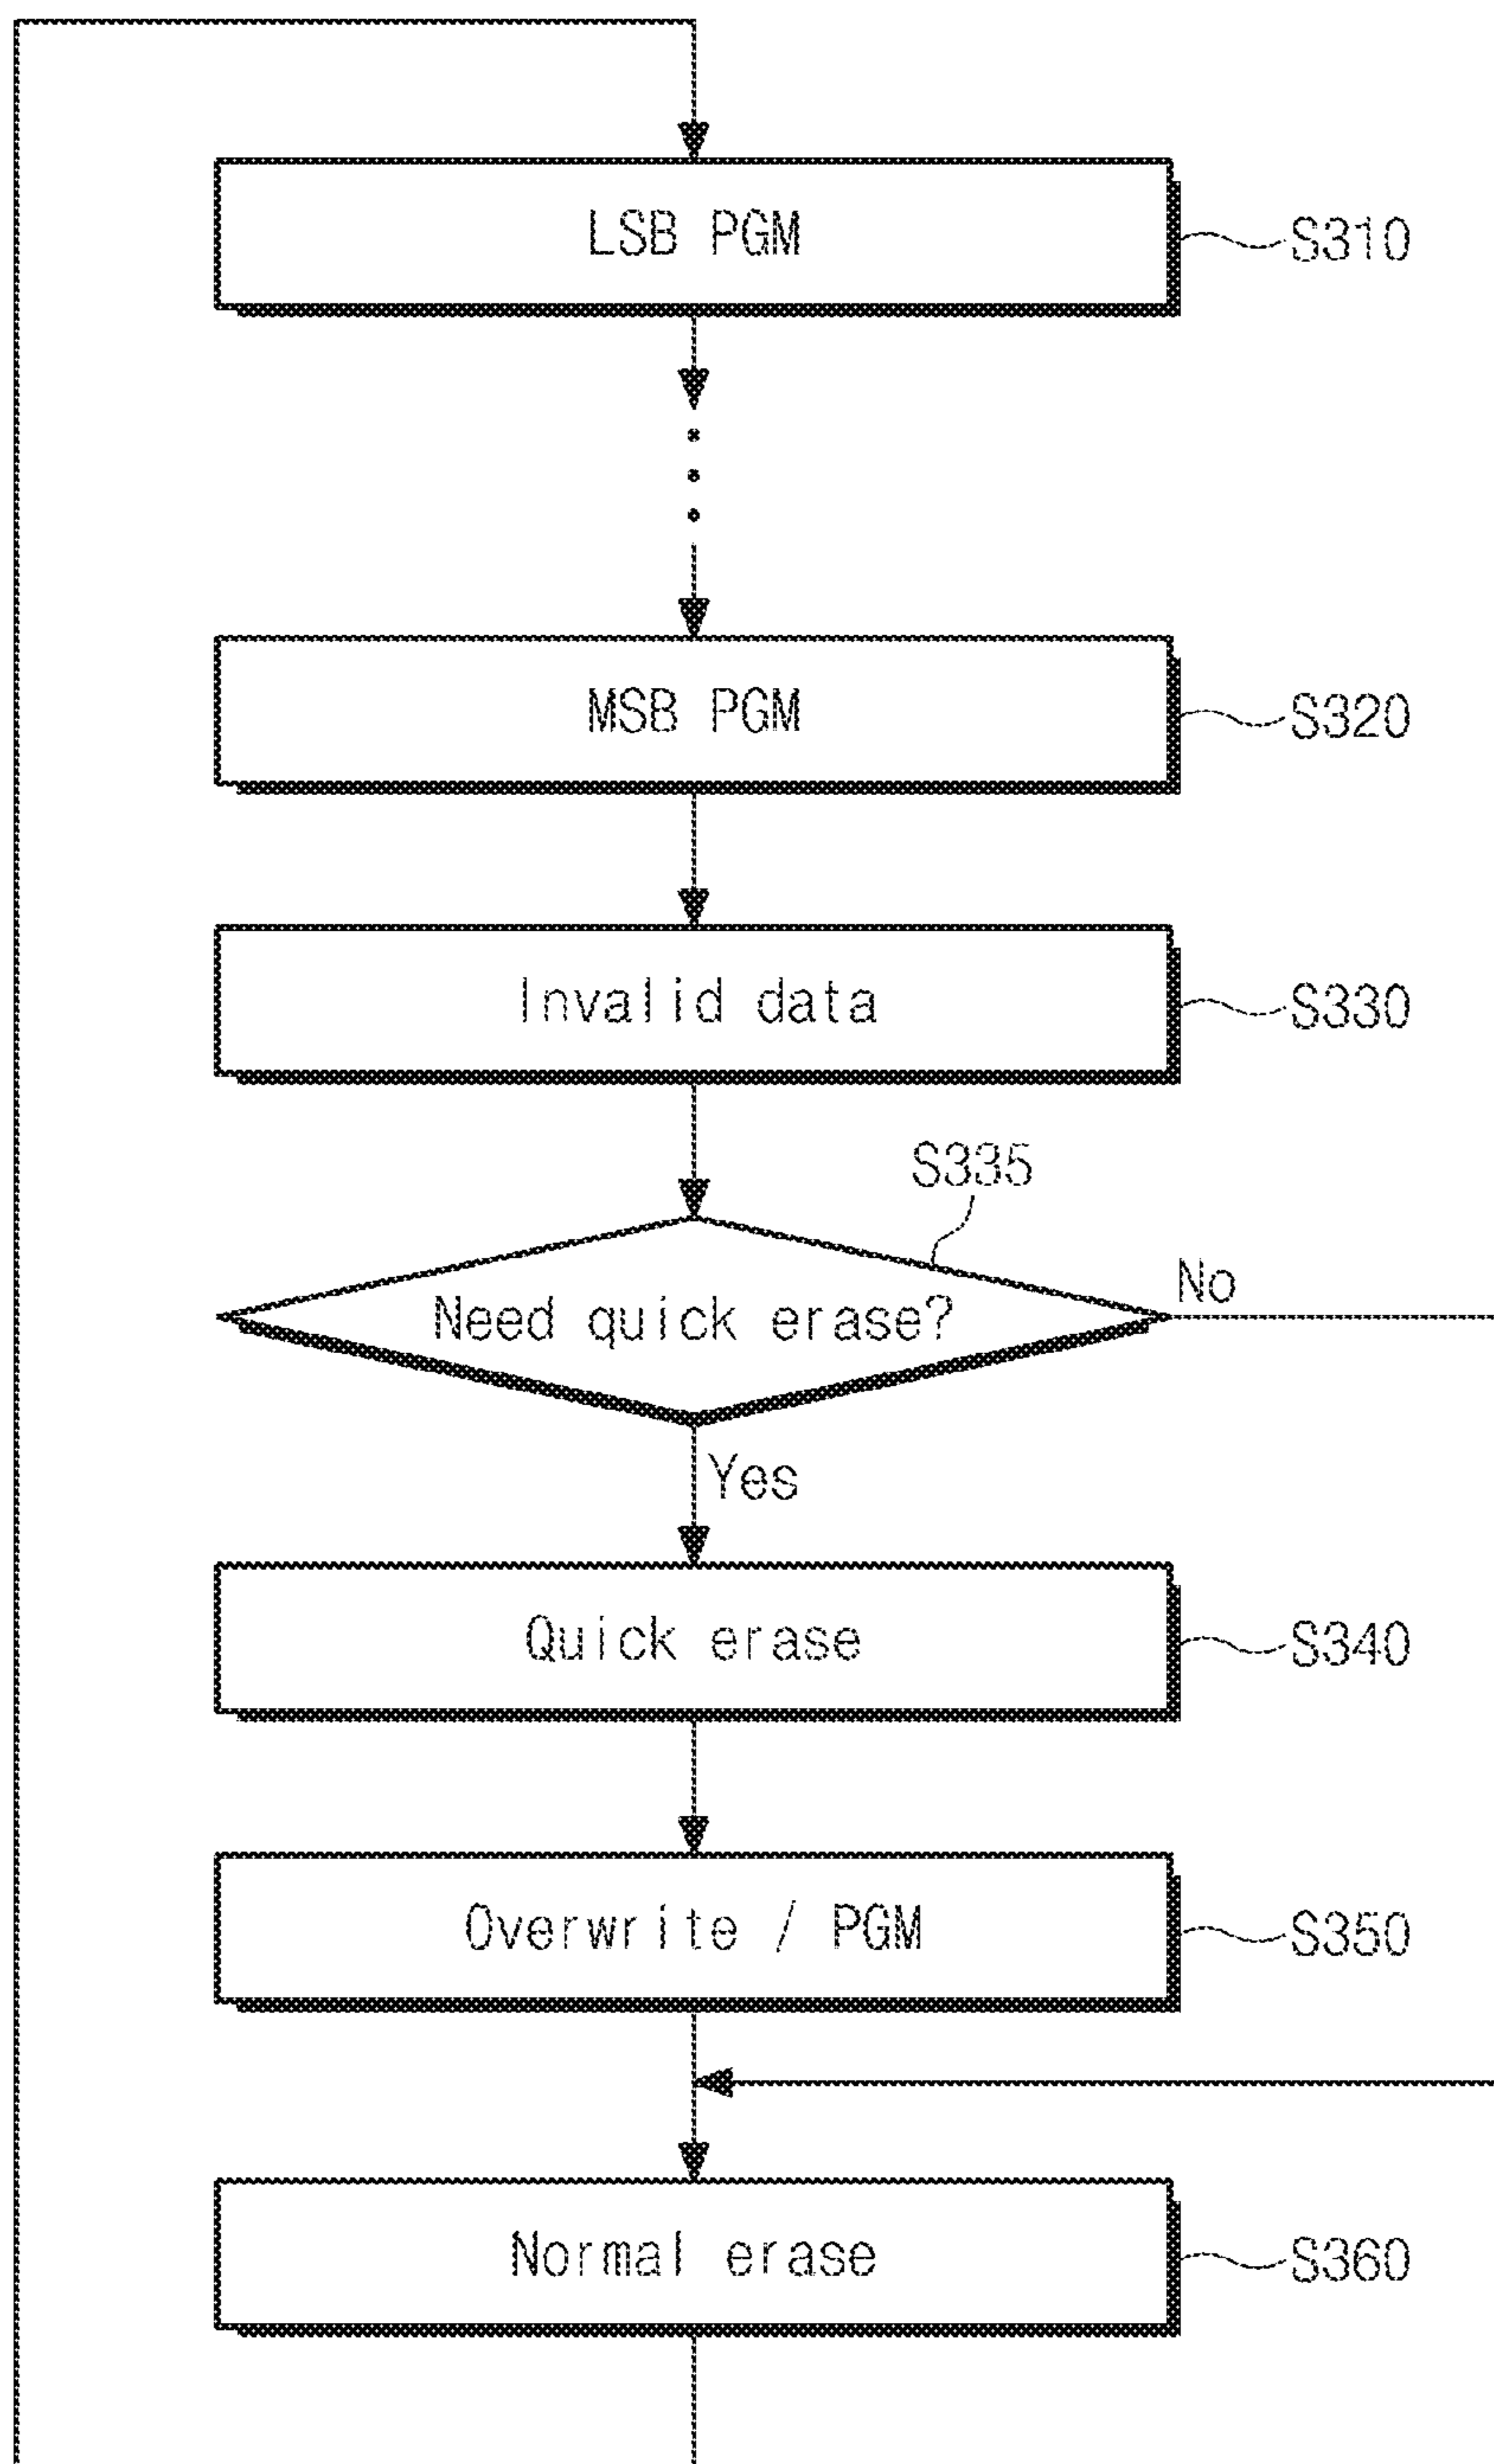 LSB PGM
S310
MSB PGM
S320
Invalid data
S330
S335
Need quick erase?
No
Yes
Quick erase
S340
Overwrite / PGM
S350
Normal erase
S360